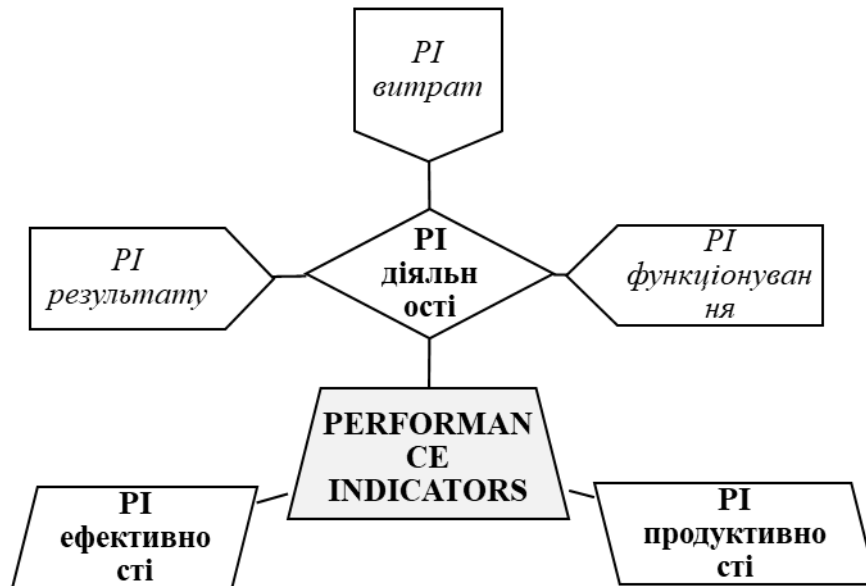 PI
витрат
PI
результату
PI
діяльн
ості
PI
функціонуван
ня
PERFORMAN
CE
INDICATORS
PI
ефективно
сті
PI
продуктивно
сті